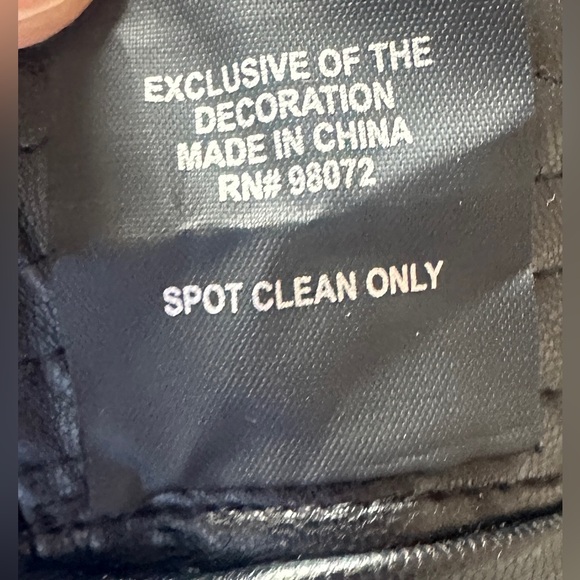 EXCLUSIVE OF THE
DECORATION
MADE IN CHINA
RN# 98072
SPOT CLEAN ONLY